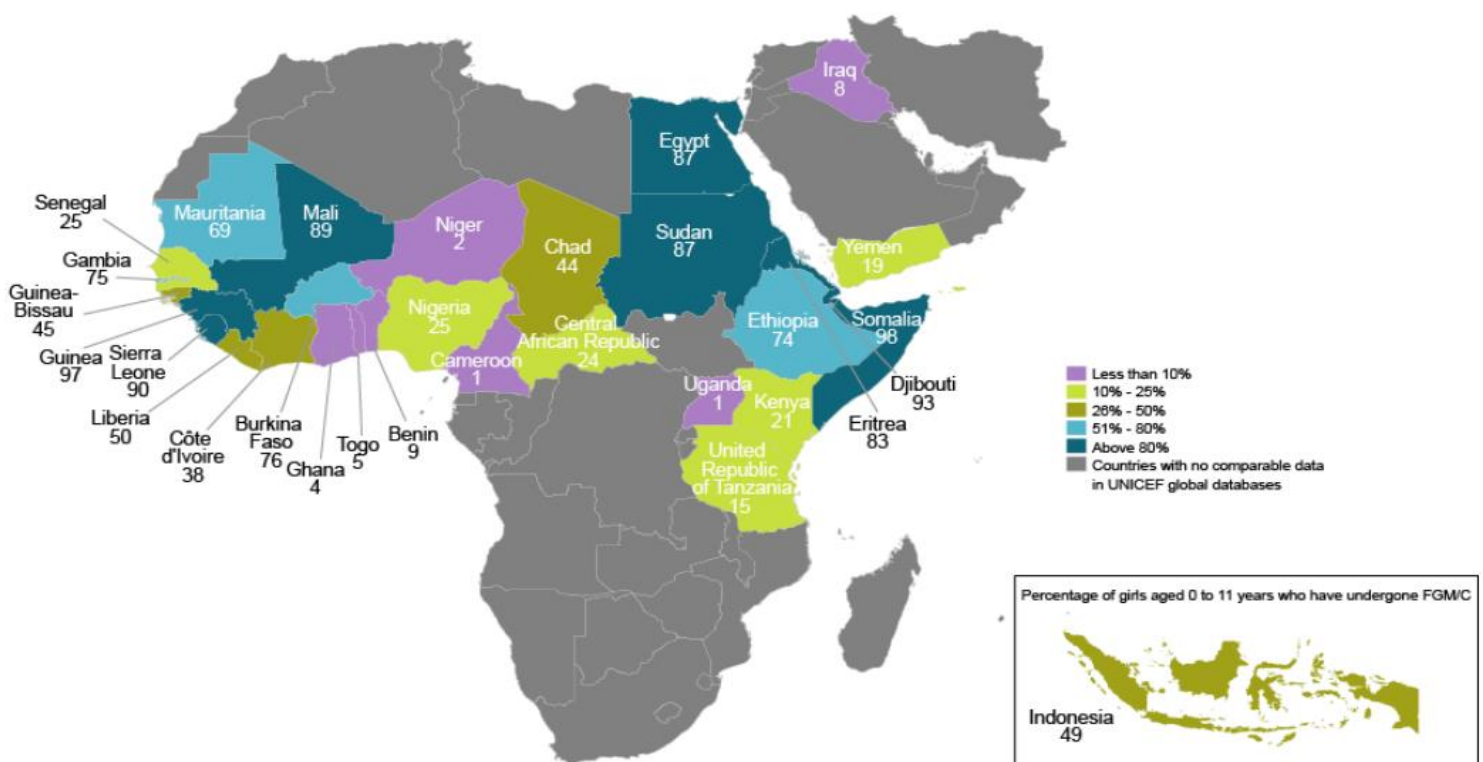 Iraq
8
Egypt
87
Senegal
25
Mauritania
69
Mali
89
Niger
2
Chad
44
Sudan
87
Yemen
19
Gambia
75
Guinea-
Bissau
45
Nigeria
25
Central
African Republic
24
Ethiopia
74
Somalia
98
Guinea
97
Sierra
Leone
90
Cameroon
1
Uganda
1
Kenya
21
Djibouti
93
Eritrea
83
Liberia
50
Côte
d'Ivoire
38
Burkina
Faso
76
Ghana
4
Togo
5
Benin
9
United
Republic
of Tanzania
15
Less than 10%
10% - 25%
26% - 50%
51% - 80%
Above 80%
Countries with no comparable data
in UNICEF global databases
Percentage of girls aged 0 to 11 years who have undergone FGM/C
Indonesia
49